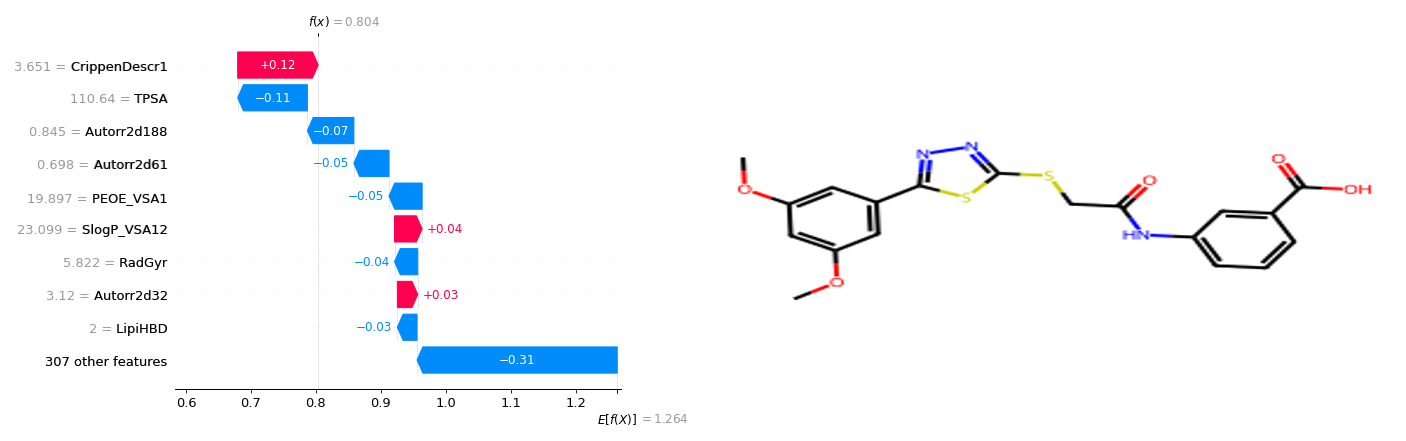 f(x) = 0.804
3.651 = CrippenDescr1
+0.12
110.64 = TPSA
−0.11
0.845 = Autorr2d188
−0.07
0.698 = Autorr2d61
−0.05
19.897 = PEOE_VSA1
−0.05
23.099 = SlogP_VSA12
+0.04
5.822 = RadGyr
−0.04
3.12 = Autorr2d32
+0.03
2 = LipiHBD
−0.03
307 other features
−0.31
0.6 0.7 0.8 0.9 1.0 1.1 1.2
E[f(X)] = 1.264
N N
S
S
O
O
O
HN
O
OH
O